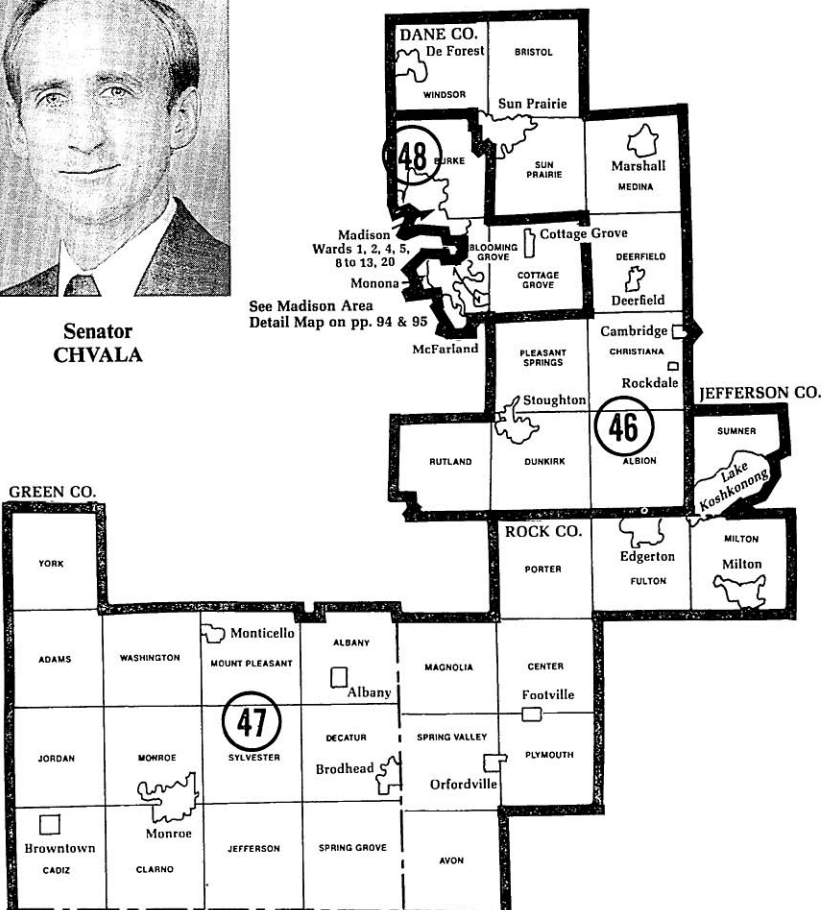 Senator
CHVALA
DANE CO.
De Forest
BRISTOL
WINDSOR
Sun Prairie
48
BURKE
SUN
PRAIRIE
Marshall
MEDINA
Madison
Wards 1, 2, 4, 5,
8 to 13, 20
Monona
BLOOMING
GROVE
Cottage Grove
COTTAGE
GROVE
DEERFIELD
Deerfield
See Madison Area
Detail Map on pp. 94 & 95
McFarland
Cambridge
PLEASANT
SPRINGS
CHRISTIANA
Rockdale
JEFFERSON CO.
Stoughton
46
SUMNER
RUTLAND
DUNKIRK
ALBION
Lake
Koshkonong
GREEN CO.
ROCK CO.
YORK
PORTER
Edgerton
FULTON
MILTON
Milton
ADAMS
WASHINGTON
Monticello
MOUNT PLEASANT
ALBANY
Albany
MAGNOLIA
CENTER
Footville
47
JORDAN
MONROE
SYLVESTER
DECATUR
Brodhead
SPRING VALLEY
Orfordville
PLYMOUTH
Monroe
Browntown
CADIZ
CLARNO
JEFFERSON
SPRING GROVE
AVON